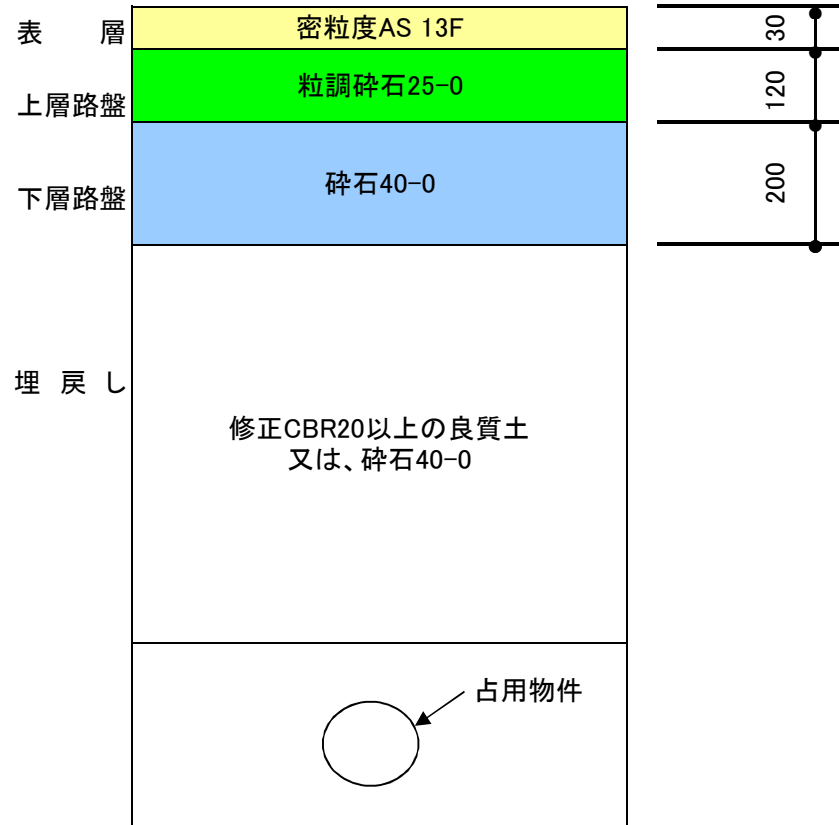 表 層
密粒度AS 13F
30
上層路盤
粒調砕石25-0
120
下層路盤
砕石40-0
200
埋 戻 し
修正CBR20以上の良質土
又は、砕石40-0
占用物件